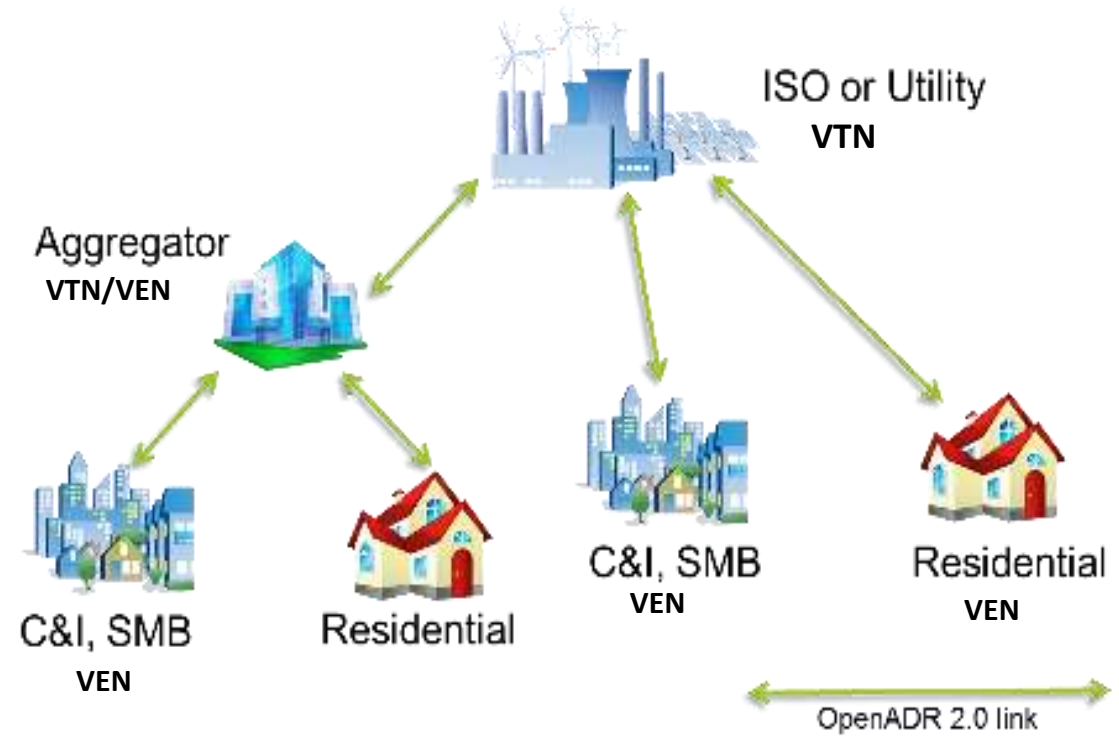 ISO or Utility
VTN
Aggregator
VTN/VEN
C&I, SMB
VEN
Residential
C&I, SMB
VEN
Residential
VEN
OpenADR 2.0 link